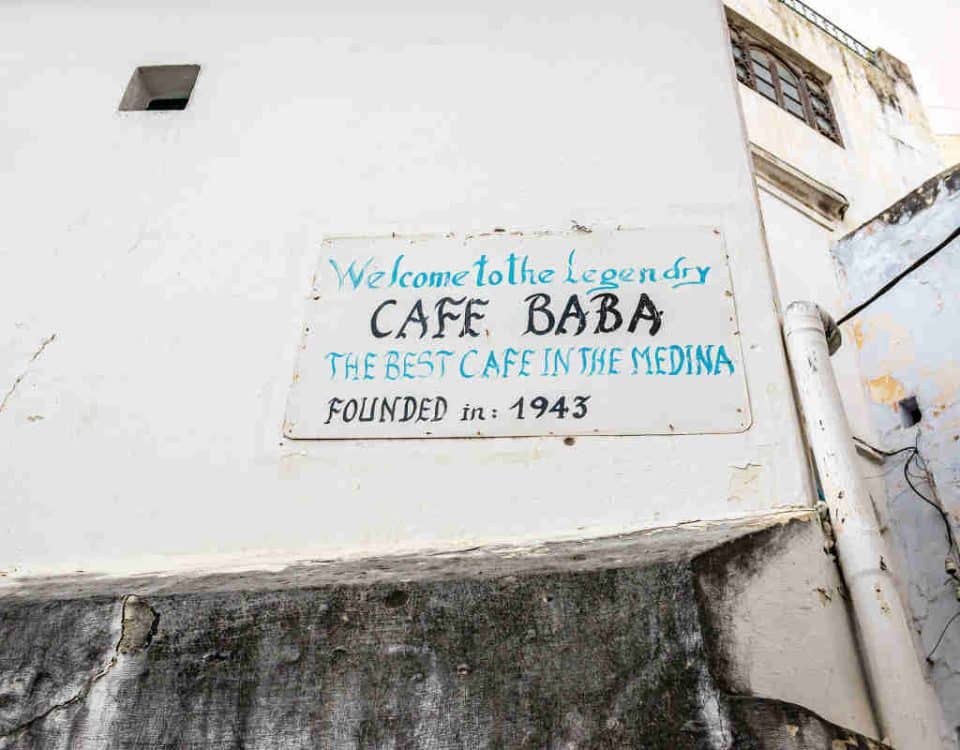 Welcome to the Legendry
CAFE BABA
THE BEST CAFE IN THE MEDINA
FOUNDED in: 1943